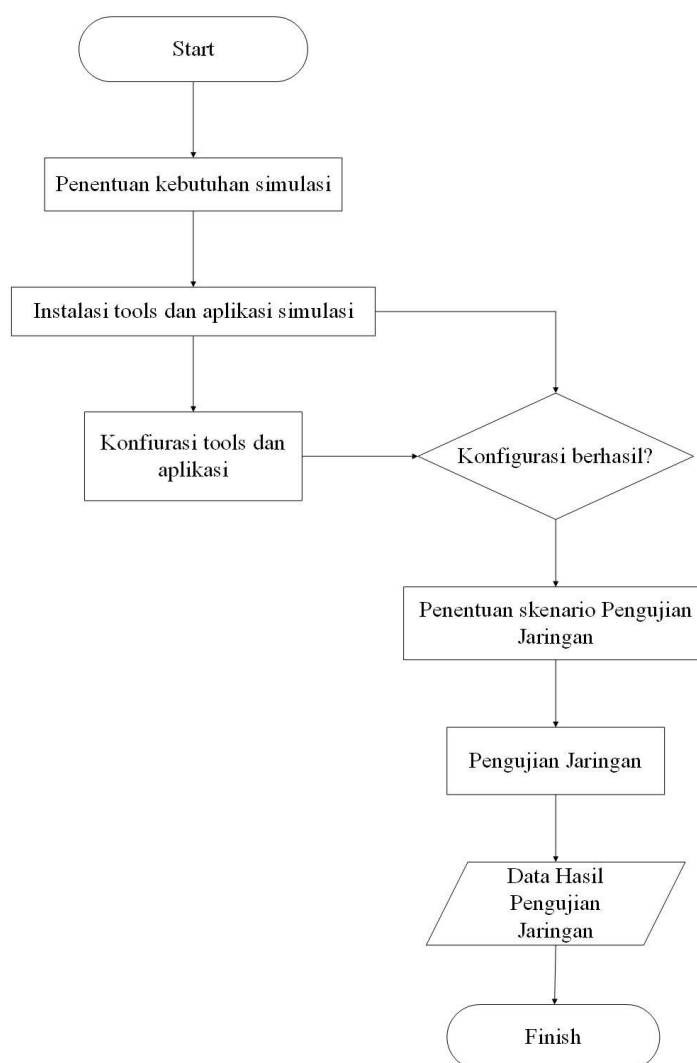 Start
Penentuan kebutuhan simulasi
Instalasi tools dan aplikasi simulasi
Konfiurasi tools dan
aplikasi
Konfigurasi berhasil?
Penentuan skenario Pengujian
Jaringan
Pengujian Jaringan
Data Hasil
Pengujian
Jaringan
Finish